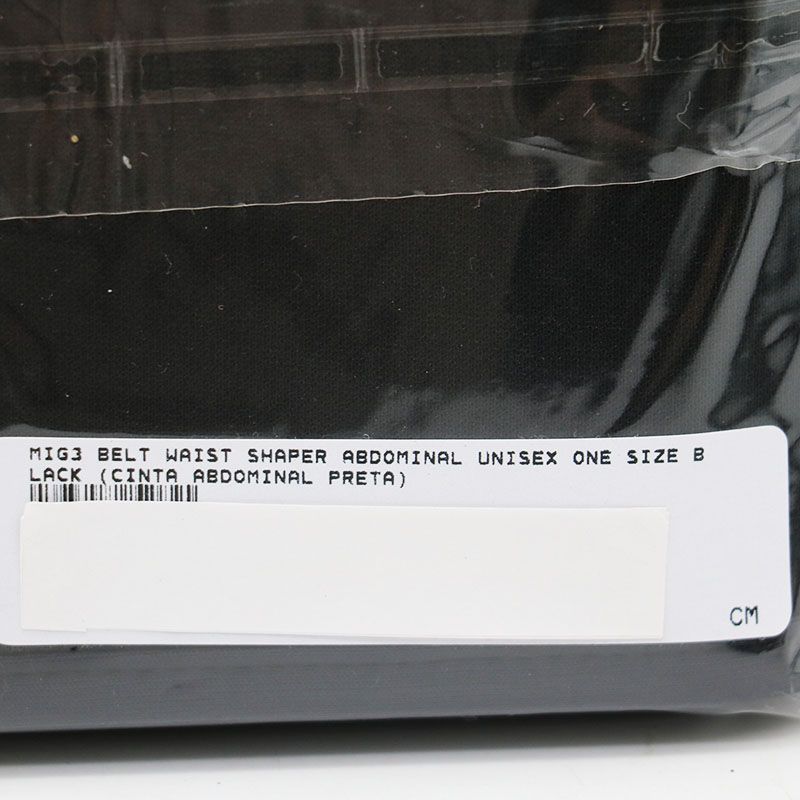 MIG3 BELT WAIST SHAPER ABDOMINAL UNISEX ONE SIZE B
LACK (CINTA ABDOMINAL PRETA)
CM